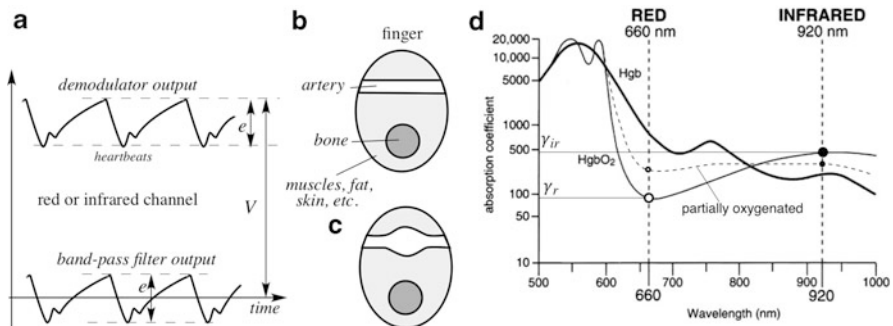 a
demodulator output
e
heartbeats
red or infrared channel
V
band-pass filter output
e
time
b
finger
artery
bone
muscles, fat,
skin, etc.
c
d
RED
660 nm
INFRARED
920 nm
absorption coefficient
20,000
10,000
5000
1000
500
100
50
10
γir
γr
Hgb
HgbO2
partially oxygenated
500
600
700
800
900
1000
660
920
Wavelength (nm)